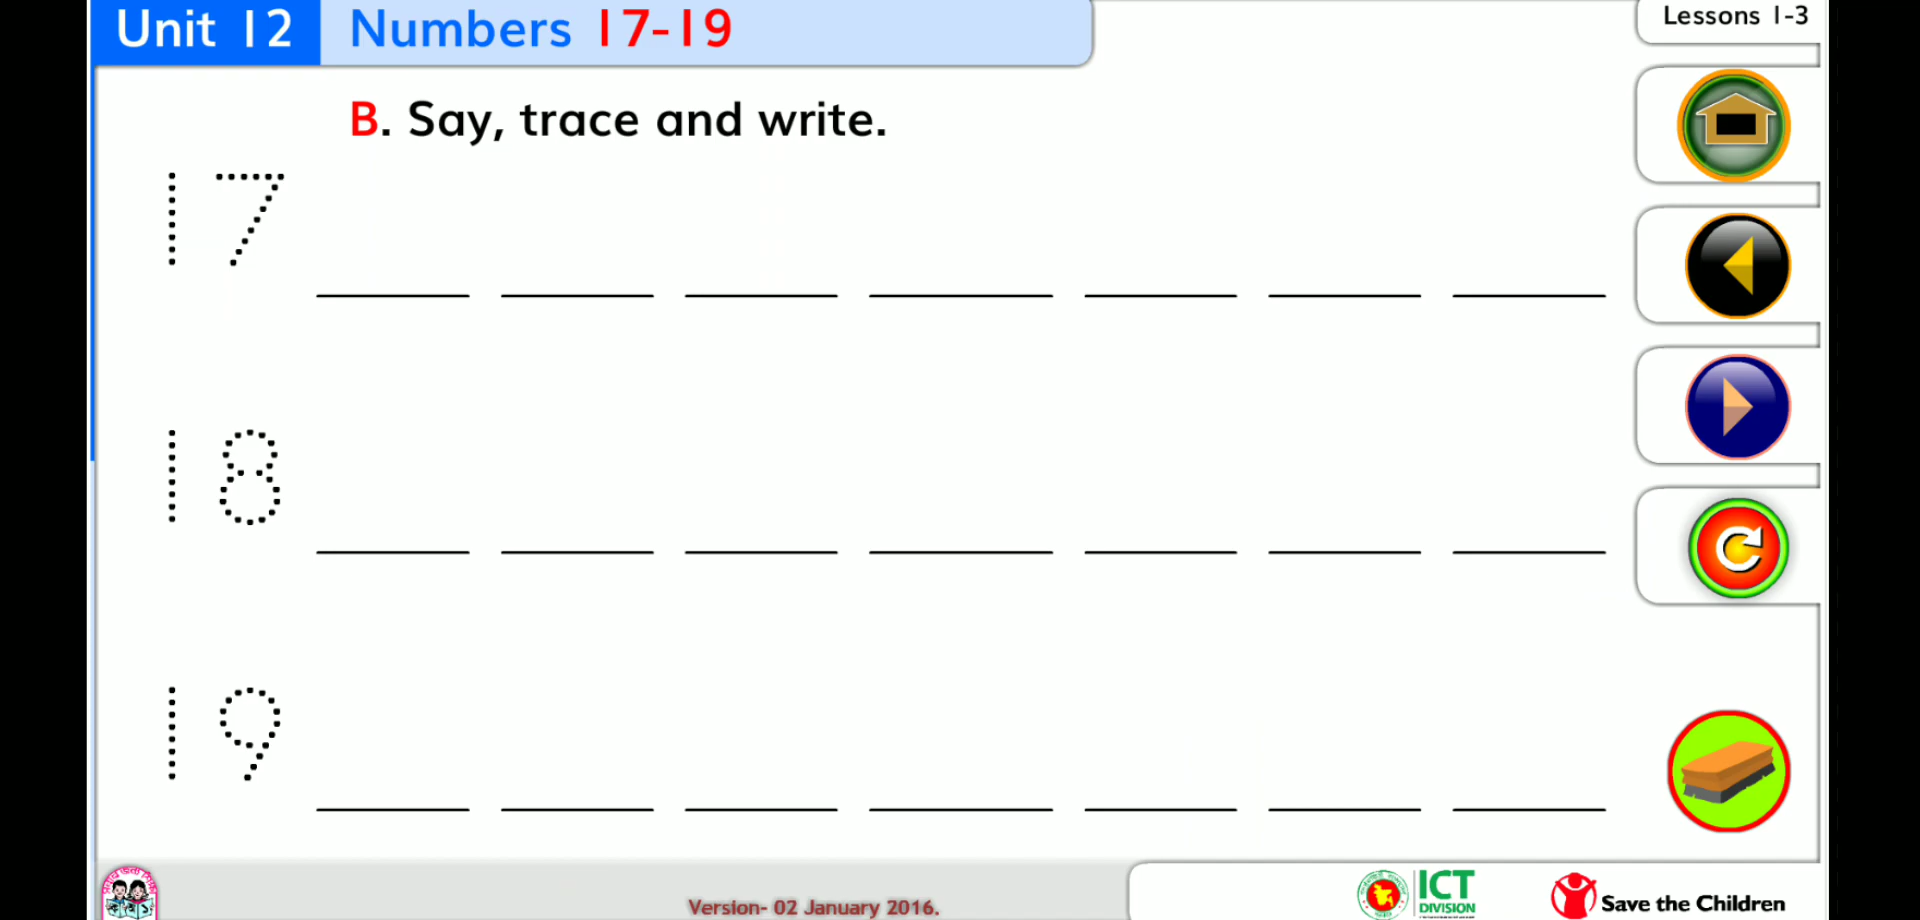 Unit 12 Numbers 17-19
Lessons 1-3
B. Say, trace and write.
17
18
19
Version- 02 January 2016.
ICT
DIVISION
Save the Children